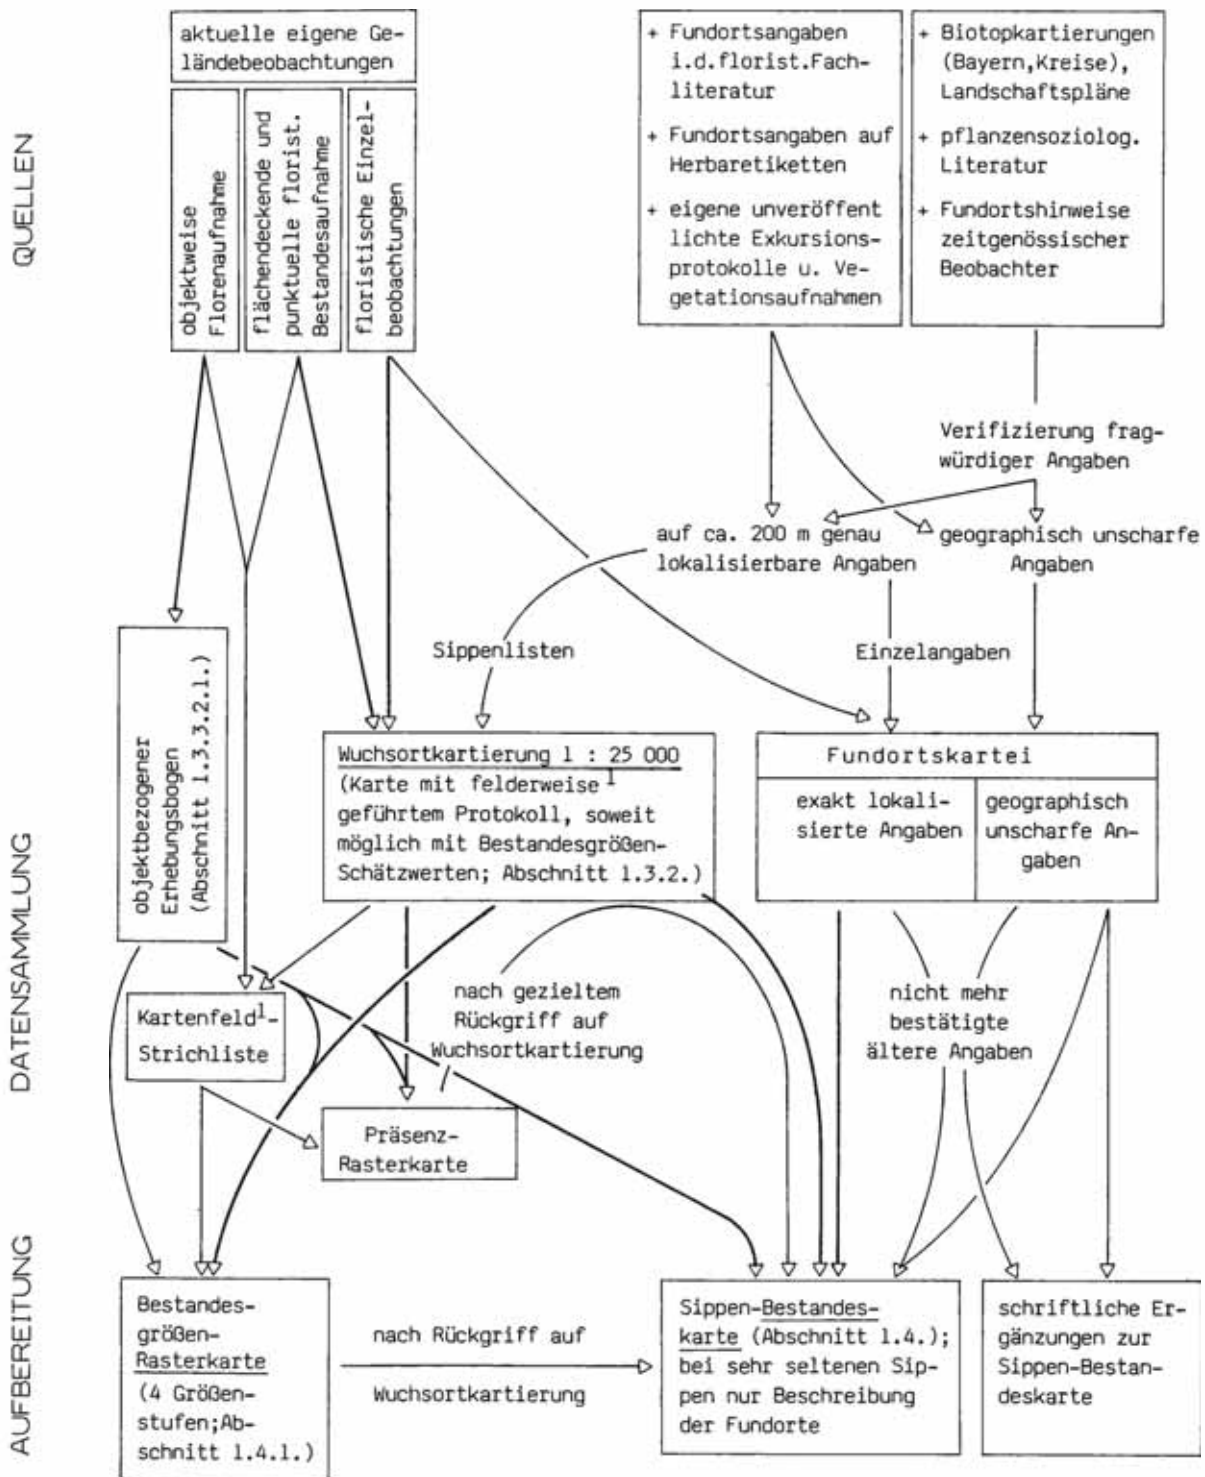 QUELLEN
aktuelle eigene Ge-
ländebeobachtungen
objektweise
Florenaufnahme
flächendeckende und
punktuelle florist.
Bestandesaufnahme
floristische Einzel-
beobachtungen
+ Fundortsangaben
i.d.florist.Fach-
literatur
+ Fundortsangaben auf
Herbaretiketten
+ eigene unveröffent
lichte Exkursions-
protokolle u. Ve-
getationsaufnahmen
+ Biotopkartierungen
(Bayern,Kreise),
Landschaftspläne
+ pflanzensoziolog.
Literatur
+ Fundortshinweise
zeitgenössischer
Beobachter
Verifizierung frag-
würdiger Angaben
auf ca. 200 m genau
lokalisierbare Angaben
geographisch unscharfe
Angaben
Sippenlisten
Einzelangaben
DATENSAMMLUNG
objektbezogener
Erhebungsbogen
(Abschnitt 1.3.3.2.1.)
Wuchsortkartierung 1 : 25 000
(Karte mit felderweise1
geführtem Protokoll, soweit
möglich mit Bestandesgrößen-
Schätzwerten; Abschnitt 1.3.2.)
Fundortskartei
exakt lokali-
sierte Angaben
geographisch
unscharfe An-
gaben
Kartenfeld1-
Strichliste
nach gezieltem
Rückgriff auf
Wuchsortkartierung
nicht mehr
bestätigte
ältere Angaben
Präsenz-
Rasterkarte
AUFBEREITUNG
Bestandes-
größen-
Rasterkarte
(4 Größen-
stufen;Ab-
schnitt 1.4.1.)
nach Rückgriff auf
Wuchsortkartierung
Sippen-Bestandes-
karte (Abschnitt 1.4.);
bei sehr seltenen Sip-
pen nur Beschreibung
der Fundorte
schriftliche Er-
gänzungen zur
Sippen-Bestan-
deskarte